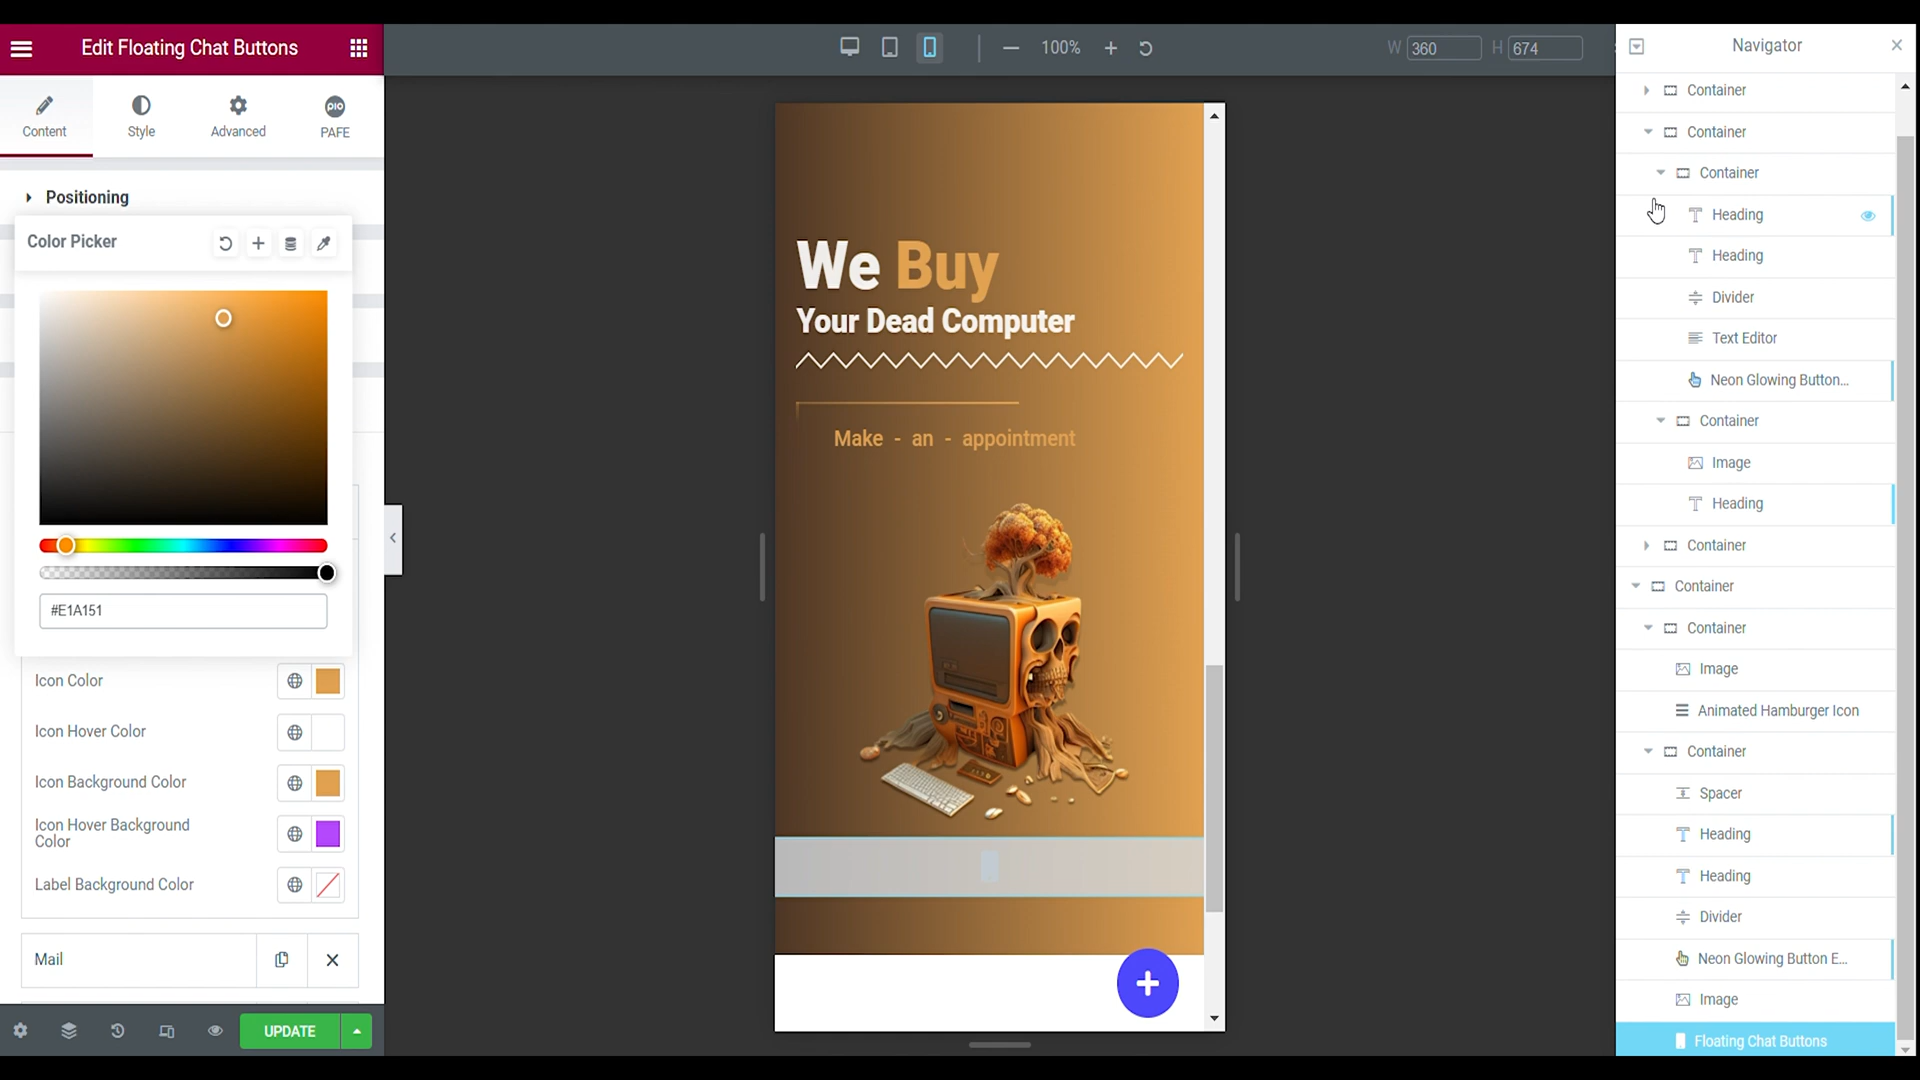 Edit Floating Chat Buttons
100%
W 360
H 674
Navigator
Content
Style
Advanced
pio
PAFE
Positioning
Color Picker
#E1A151
Icon Color
Icon Hover Color
Icon Background Color
Icon Hover Background
Color
Label Background Color
Mail
UPDATE
We Buy
Your Dead Computer
Make - an - appointment
Container
Container
Container
Heading
Heading
Divider
Text Editor
Neon Glowing Button...
Container
Image
Heading
Container
Container
Container
Image
Animated Hamburger Icon
Container
Spacer
Heading
Heading
Divider
Neon Glowing Button E...
Image
Floating Chat Buttons